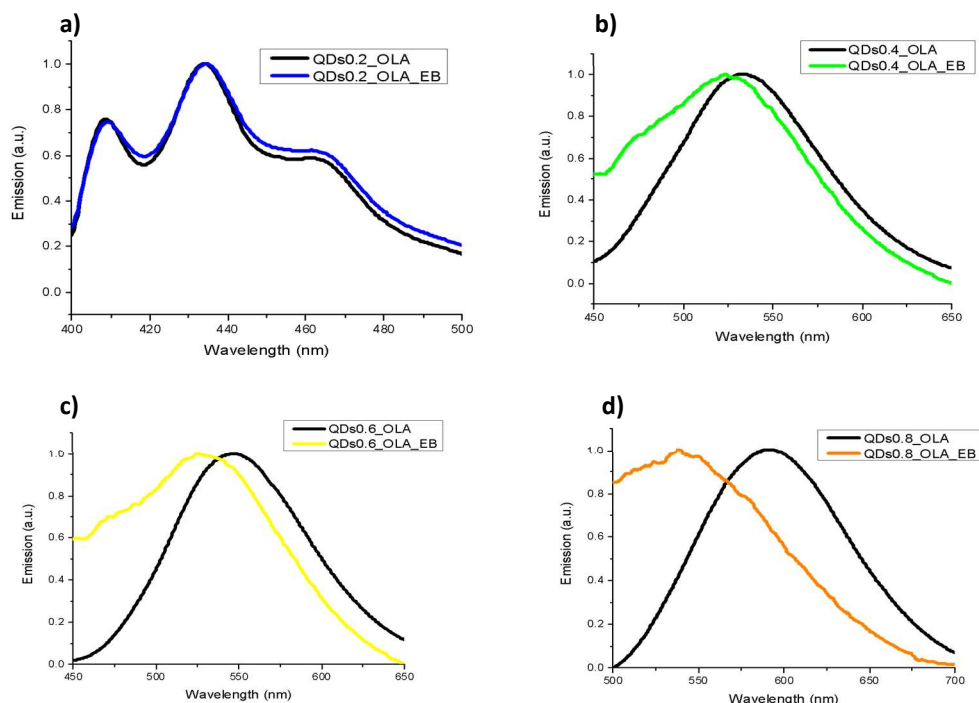 a)
QDs0.2_OLA
QDs0.2_OLA_EB
1.0
0.8
0.6
0.4
0.2
0.0
Emission (a.u.)
400 420 440 460 480 500
Wavelength (nm)
b)
QDs0.4_OLA
QDs0.4_OLA_EB
1.0
0.8
0.6
0.4
0.2
0.0
Emission (a.u.)
450 500 550 600 650
Wavelength (nm)
c)
QDs0.6_OLA
QDs0.6_OLA_EB
1.0
0.8
0.6
0.4
0.2
0.0
Emission (a.u.)
450 500 550 600 650
Wavelength (nm)
d)
QDs0.8_OLA
QDs0.8_OLA_EB
1.0
0.8
0.6
0.4
0.2
0.0
Emission (a.u.)
500 550 600 650 700
Wavelength (nm)